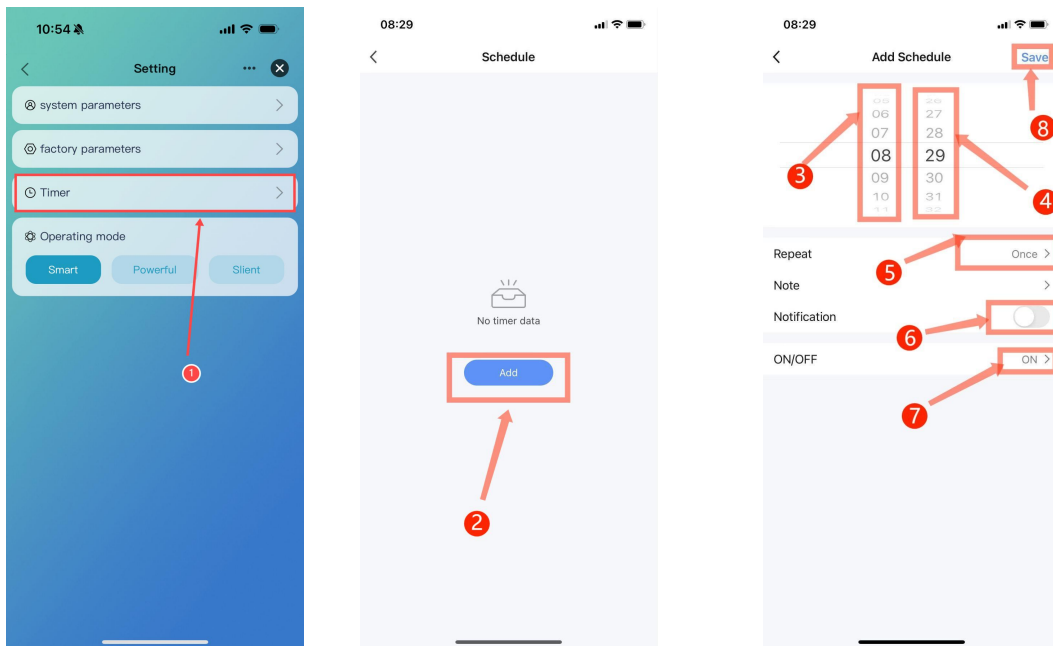 10:54
Setting
system parameters
factory parameters
Timer
Operating mode
Smart Powerful Slient
1
08:29
Schedule
No timer data
Add
2
08:29
Add Schedule Save
8
06 27
07 28
08 29
3
09 30
10 31
4
Repeat Once
5
Note
Notification
6
ON/OFF ON
7